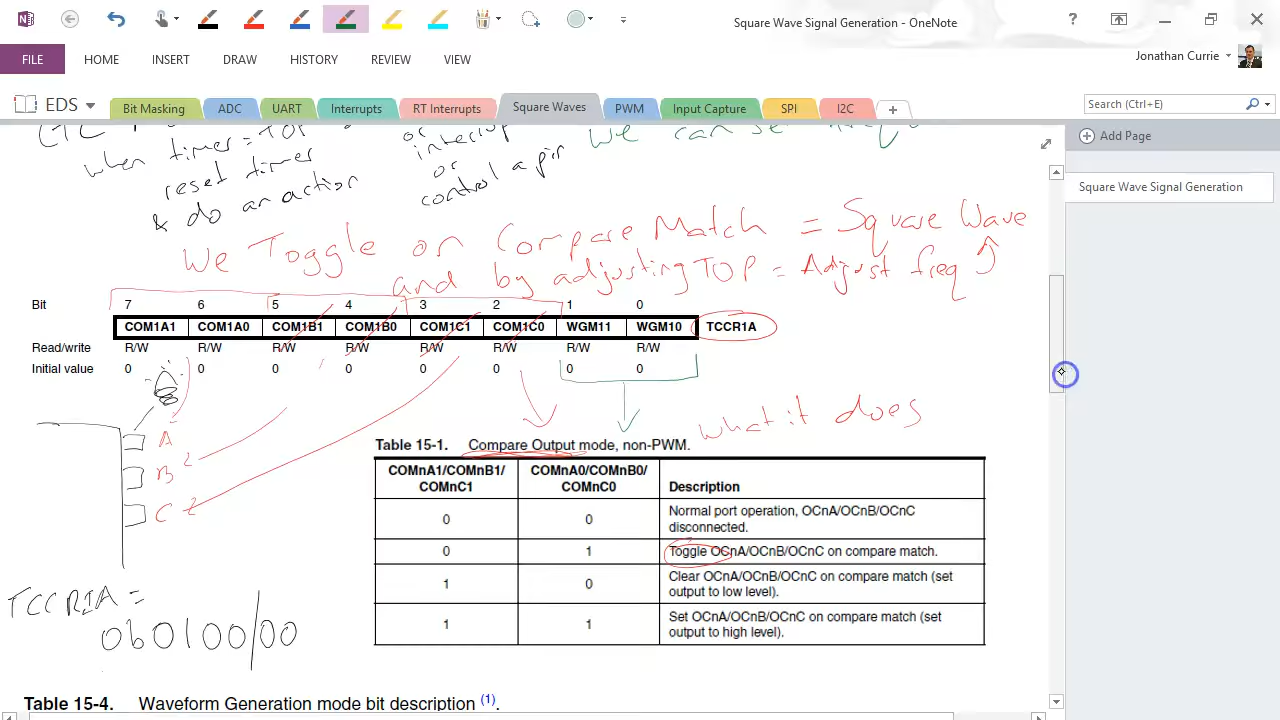 Square Wave Signal Generation - OneNote
Jonathan Currie
FILE HOME INSERT DRAW HISTORY REVIEW VIEW
EDS Bit Masking ADC UART Interrupts RT Interrupts Square Waves PWM Input Capture SPI I2C
Search (Ctrl+E)
Add Page
Square Wave Signal Generation
when timer = TOP
reset timer
& do an action
or
control a pin
we can
We Toggle on Compare Match = Square Wave
and by adjusting TOP = Adjust freq
Bit 7 6 5 4 3 2 1 0
COM1A1 COM1A0 COM1B1 COM1B0 COM1C1 COM1C0 WGM11 WGM10 TCCR1A
Read/write R/W R/W R/W R/W R/W R/W R/W R/W
Initial value 0 0 0 0 0 0 0 0
what it does
A
B
C
Table 15-1. Compare Output mode, non-PWM.
COMnA1/COMnB1/
COMnC1
COMnA0/COMnB0/
COMnC0
Description
0 0 Normal port operation, OCnA/OCnB/OCnC
disconnected.
0 1 Toggle OCnA/OCnB/OCnC on compare match.
1 0 Clear OCnA/OCnB/OCnC on compare match (set
output to low level).
1 1 Set OCnA/OCnB/OCnC on compare match (set
output to high level).
TCCR1A =
0b0100/00
Table 15-4. Waveform Generation mode bit description (1).